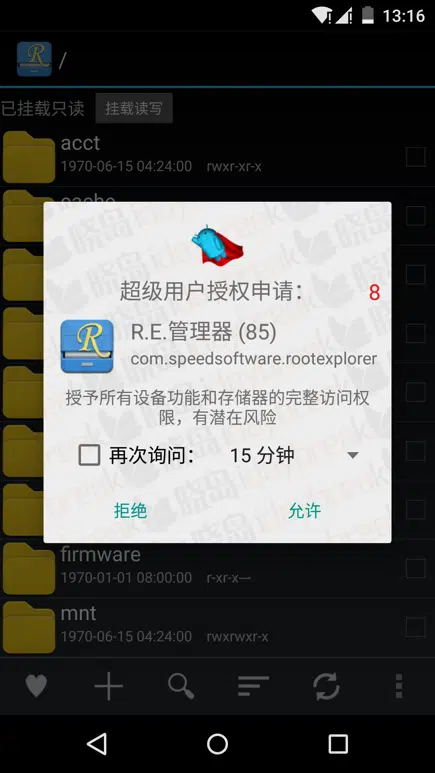 13:16
/
已挂载只读 挂载读写
acct
1970-06-15 04:24:00 rwxr-xr-x
cache
超级用户授权申请： 8
R.E.管理器 (85)
com.speedsoftware.rootexplorer
授予所有设备功能和存储器的完整访问权
限，有潜在风险
再次询问： 15 分钟
拒绝 允许
firmware
1970-01-01 08:00:00 r-xr-x---
mnt
1970-06-15 04:24:00 rwxrwxr-x